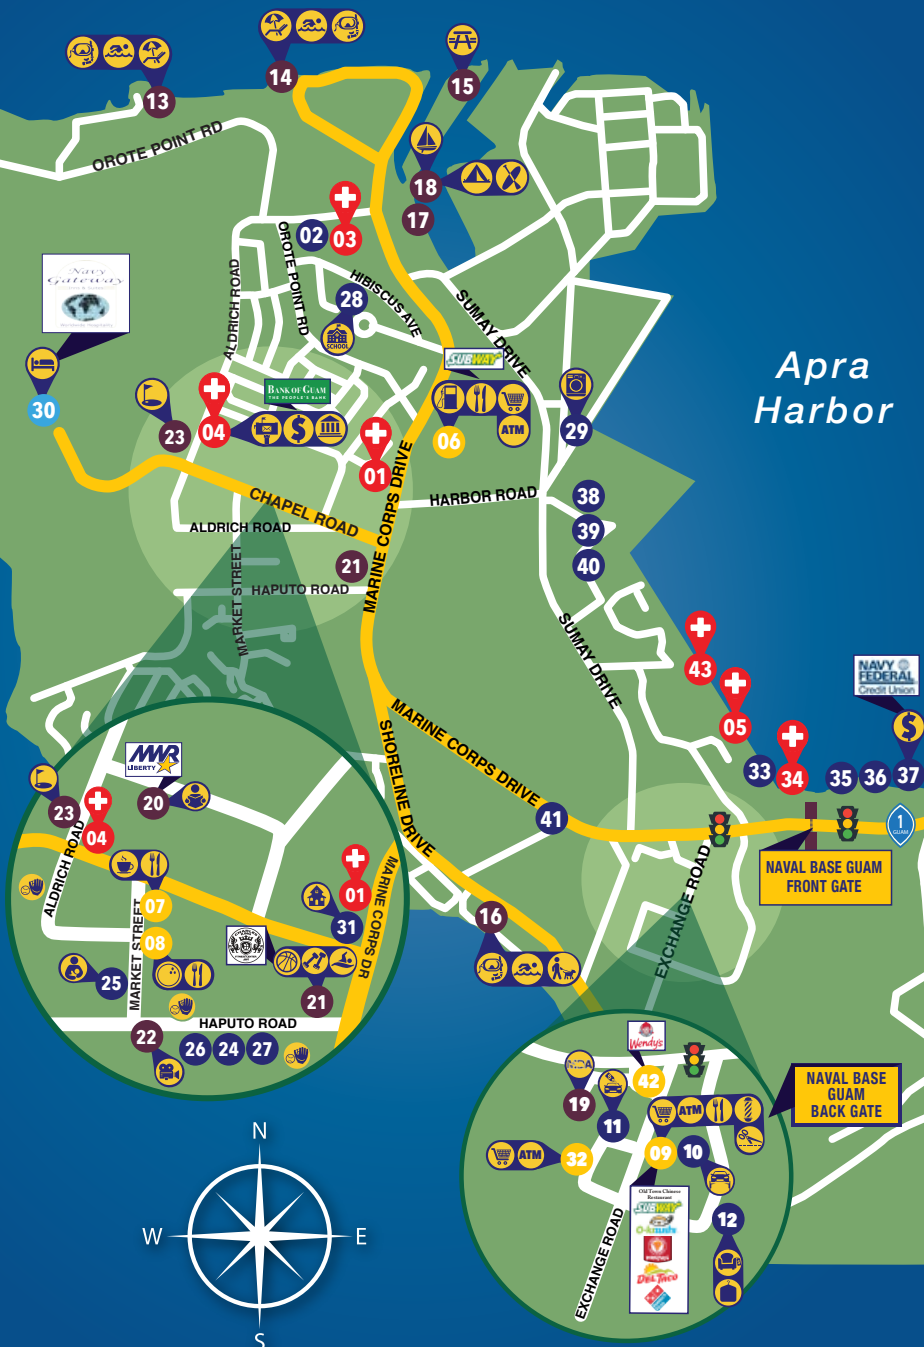 14
15
13
OROTE POINT RD
18
17
02
03
OROTE POINT RD
Navy
Gateway
ALDRICH ROAD
HIBISCUS AVE
28
SCHOOL
SUMAY DRIVE
SUBWAY
Apra
Harbor
30
BANK OF GUAM
THE PEOPLE'S BANK
ATM
23
04
06
29
01
MARINE CORPS DRIVE
CHAPEL ROAD
HARBOR ROAD
38
ALDRICH ROAD
39
MARKET STREET
21
40
HAPUTO ROAD
SUMAY DRIVE
43
NAVY
FEDERAL
Credit Union
05
MARINE CORPS DRIVE
SHORELINE DRIVE
33
34
35
36
37
41
1
GUAM
NAVAL BASE GUAM
FRONT GATE
EXCHANGE ROAD
16
MWR
LIBERTY
20
23
04
ALDRICH ROAD
01
MARINE CORPS DR
07
31
MARKET STREET
08
25
21
HAPUTO ROAD
22
26
24
27
Wendy's
42
NAVAL BASE
GUAM
BACK GATE
19
11
ATM
ATM
32
09
10
Old Town Chinese
Restaurant
SUBWAY
DEL TACO
12
EXCHANGE ROAD
N
W
E
S